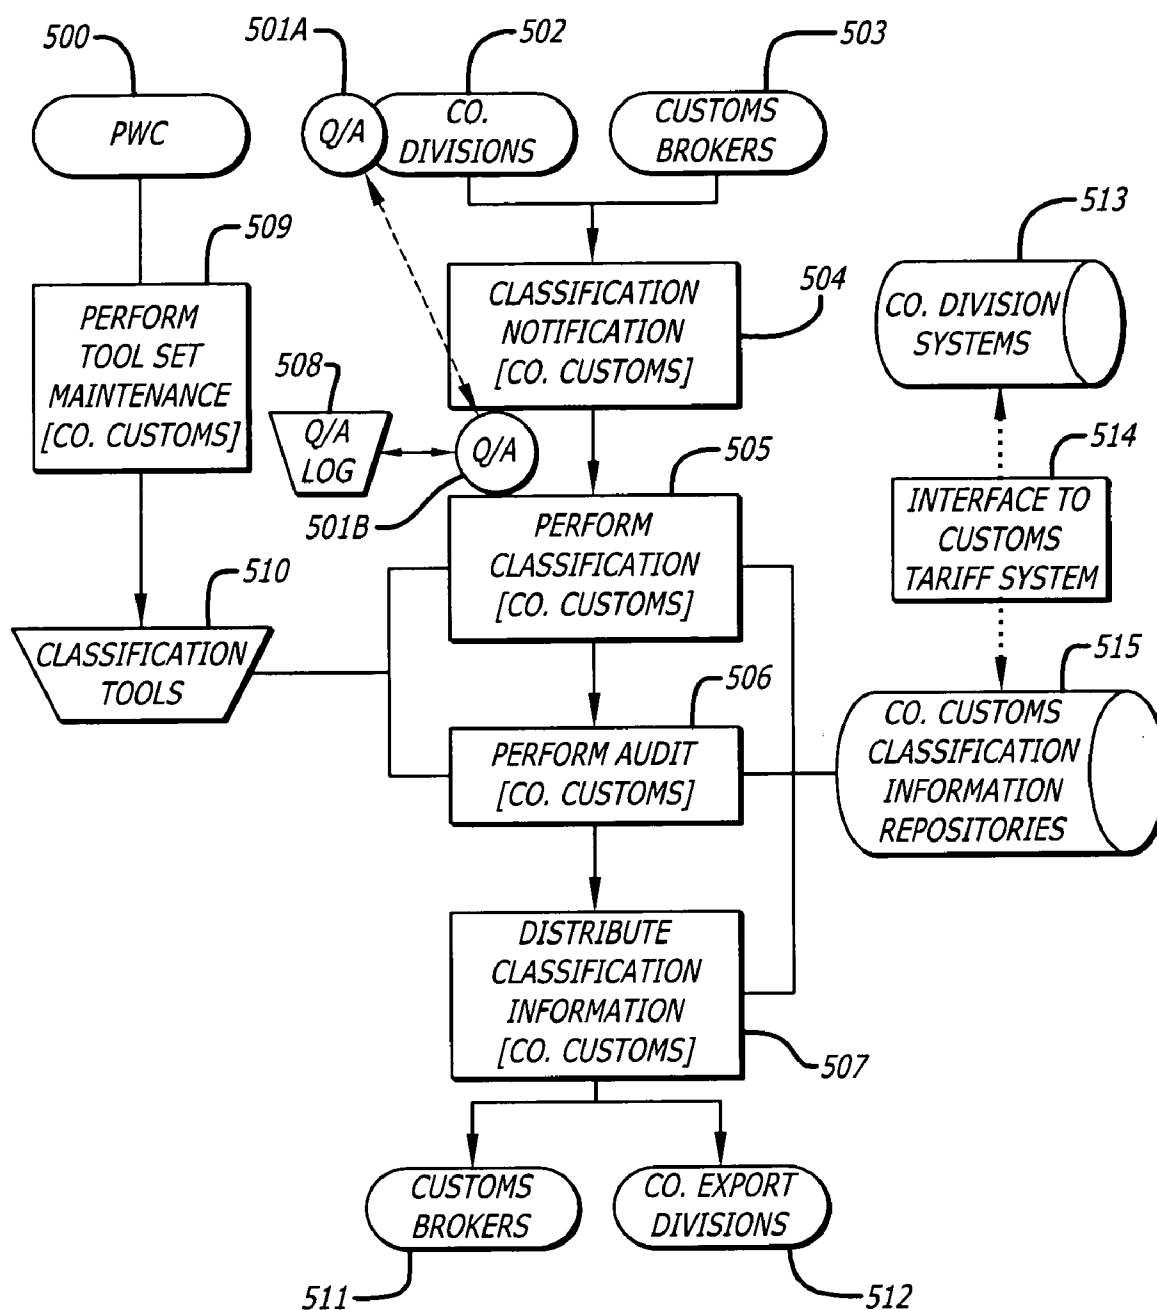 500
501A
502
503
PWC
Q/A
CO.
DIVISIONS
CUSTOMS
BROKERS
509
513
PERFORM
TOOL SET
MAINTENANCE
[CO. CUSTOMS]
CLASSIFICATION
NOTIFICATION
[CO. CUSTOMS]
504
CO. DIVISION
SYSTEMS
508
Q/A
LOG
Q/A
501B
505
514
PERFORM
CLASSIFICATION
[CO. CUSTOMS]
INTERFACE TO
CUSTOMS
TARIFF SYSTEM
510
CLASSIFICATION
TOOLS
506
515
PERFORM AUDIT
[CO. CUSTOMS]
CO. CUSTOMS
CLASSIFICATION
INFORMATION
REPOSITORIES
DISTRIBUTE
CLASSIFICATION
INFORMATION
[CO. CUSTOMS]
507
CUSTOMS
BROKERS
CO. EXPORT
DIVISIONS
511
512